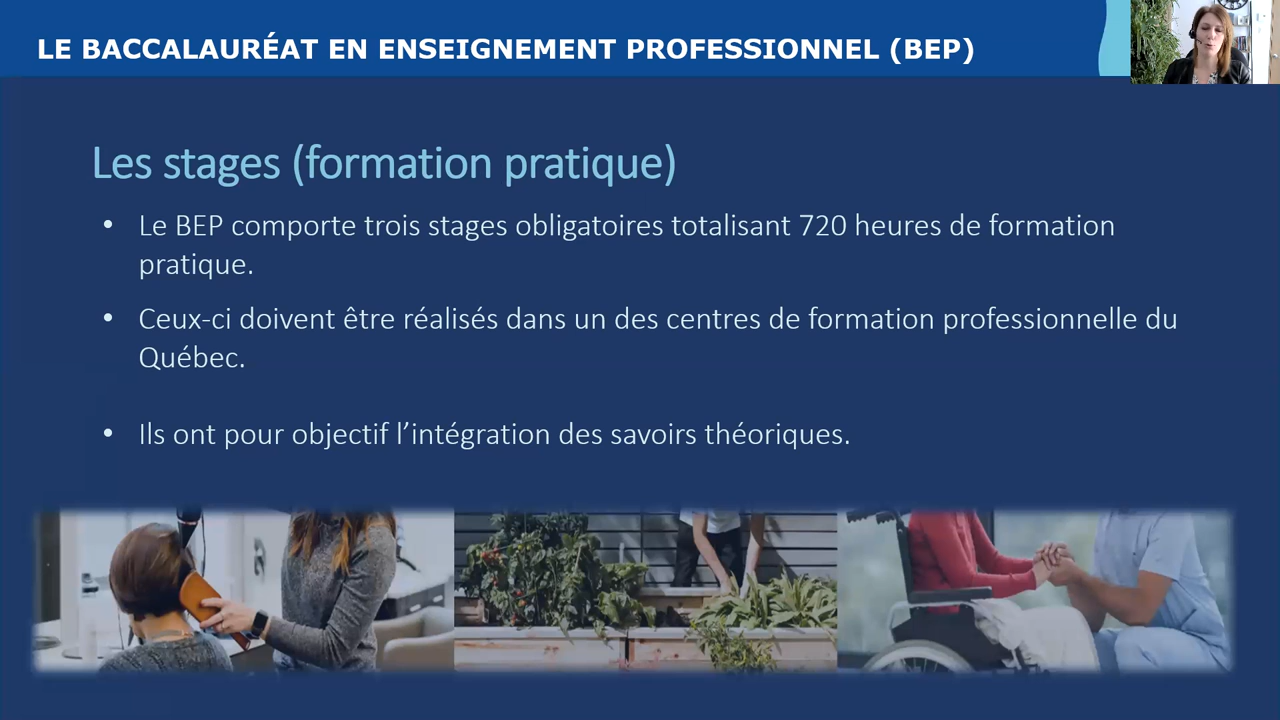 LE BACCALAURÉAT EN ENSEIGNEMENT PROFESSIONNEL (BEP)
Les stages (formation pratique)
• Le BEP comporte trois stages obligatoires totalisant 720 heures de formation
pratique.
• Ceux-ci doivent être réalisés dans un des centres de formation professionnelle du
Québec.
• Ils ont pour objectif l’intégration des savoirs théoriques.